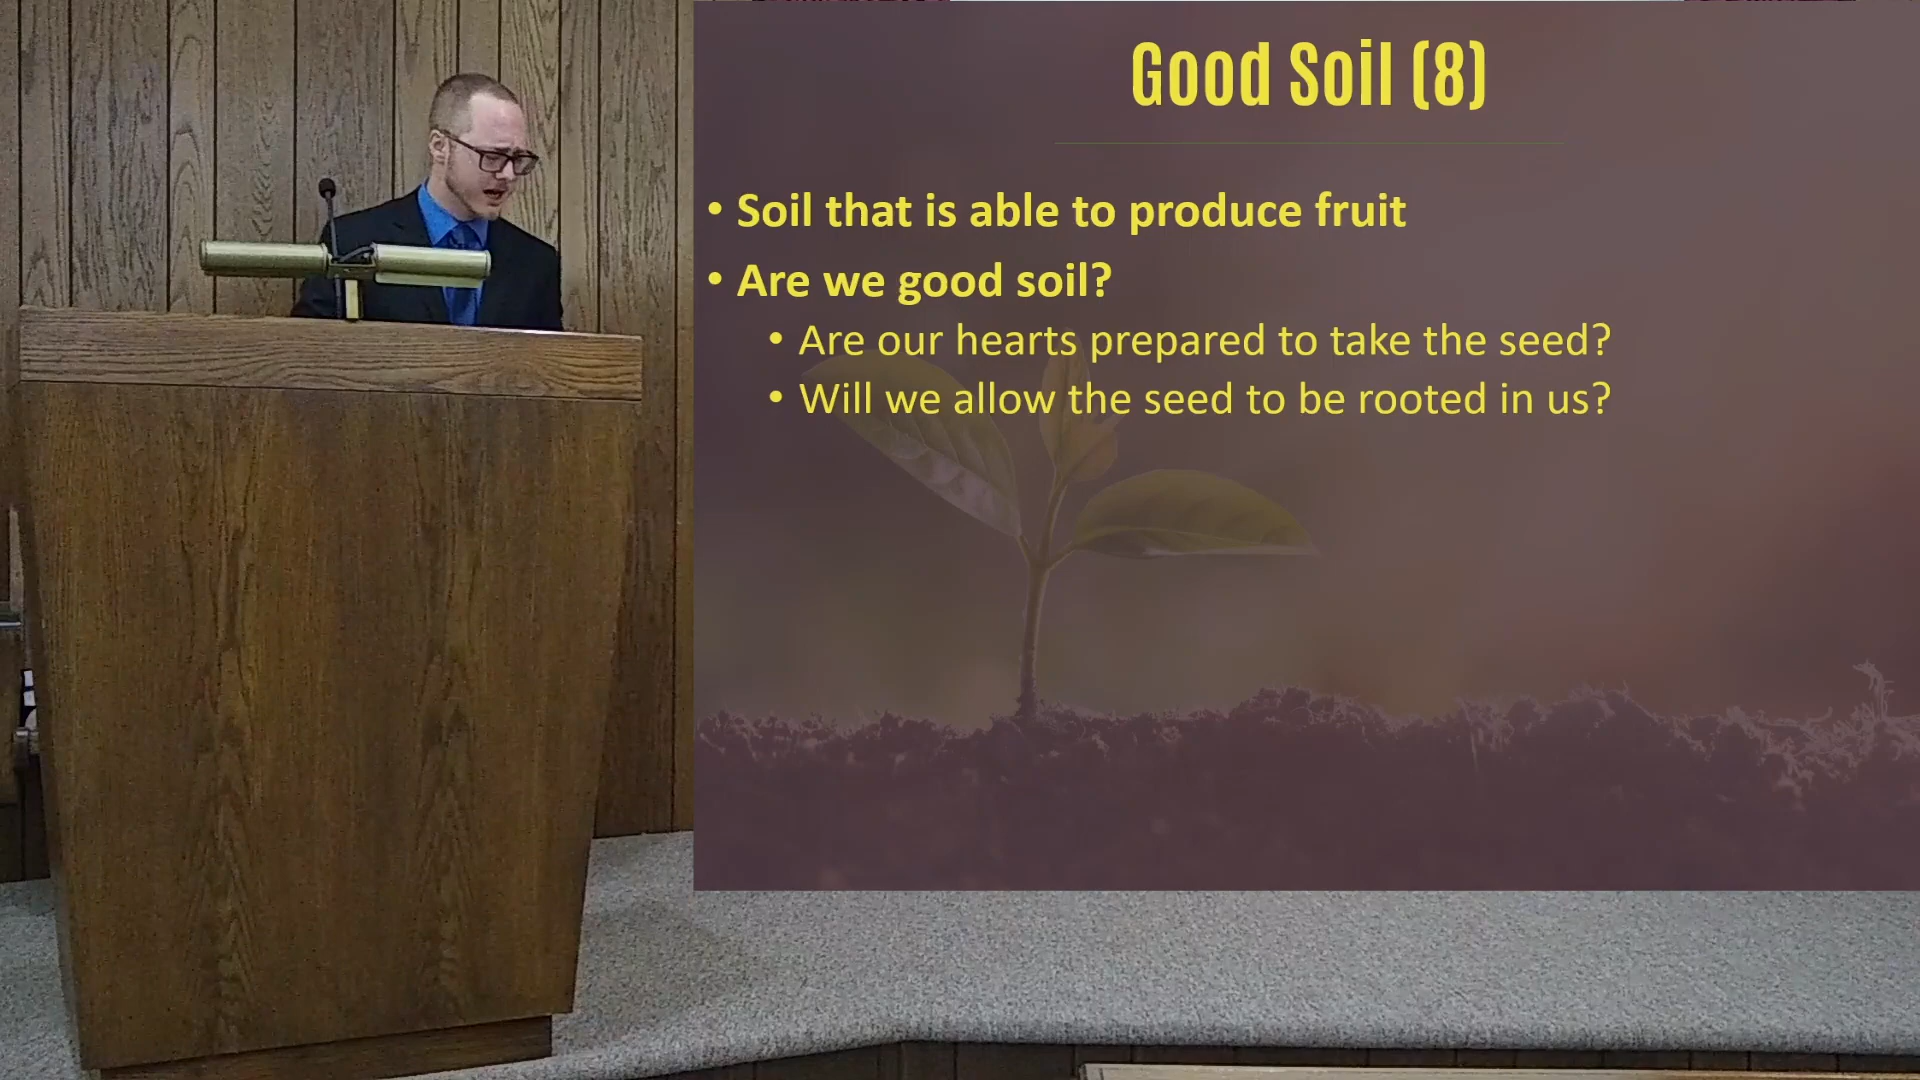 Good Soil (8)
• Soil that is able to produce fruit
• Are we good soil?
• Are our hearts prepared to take the seed?
• Will we allow the seed to be rooted in us?